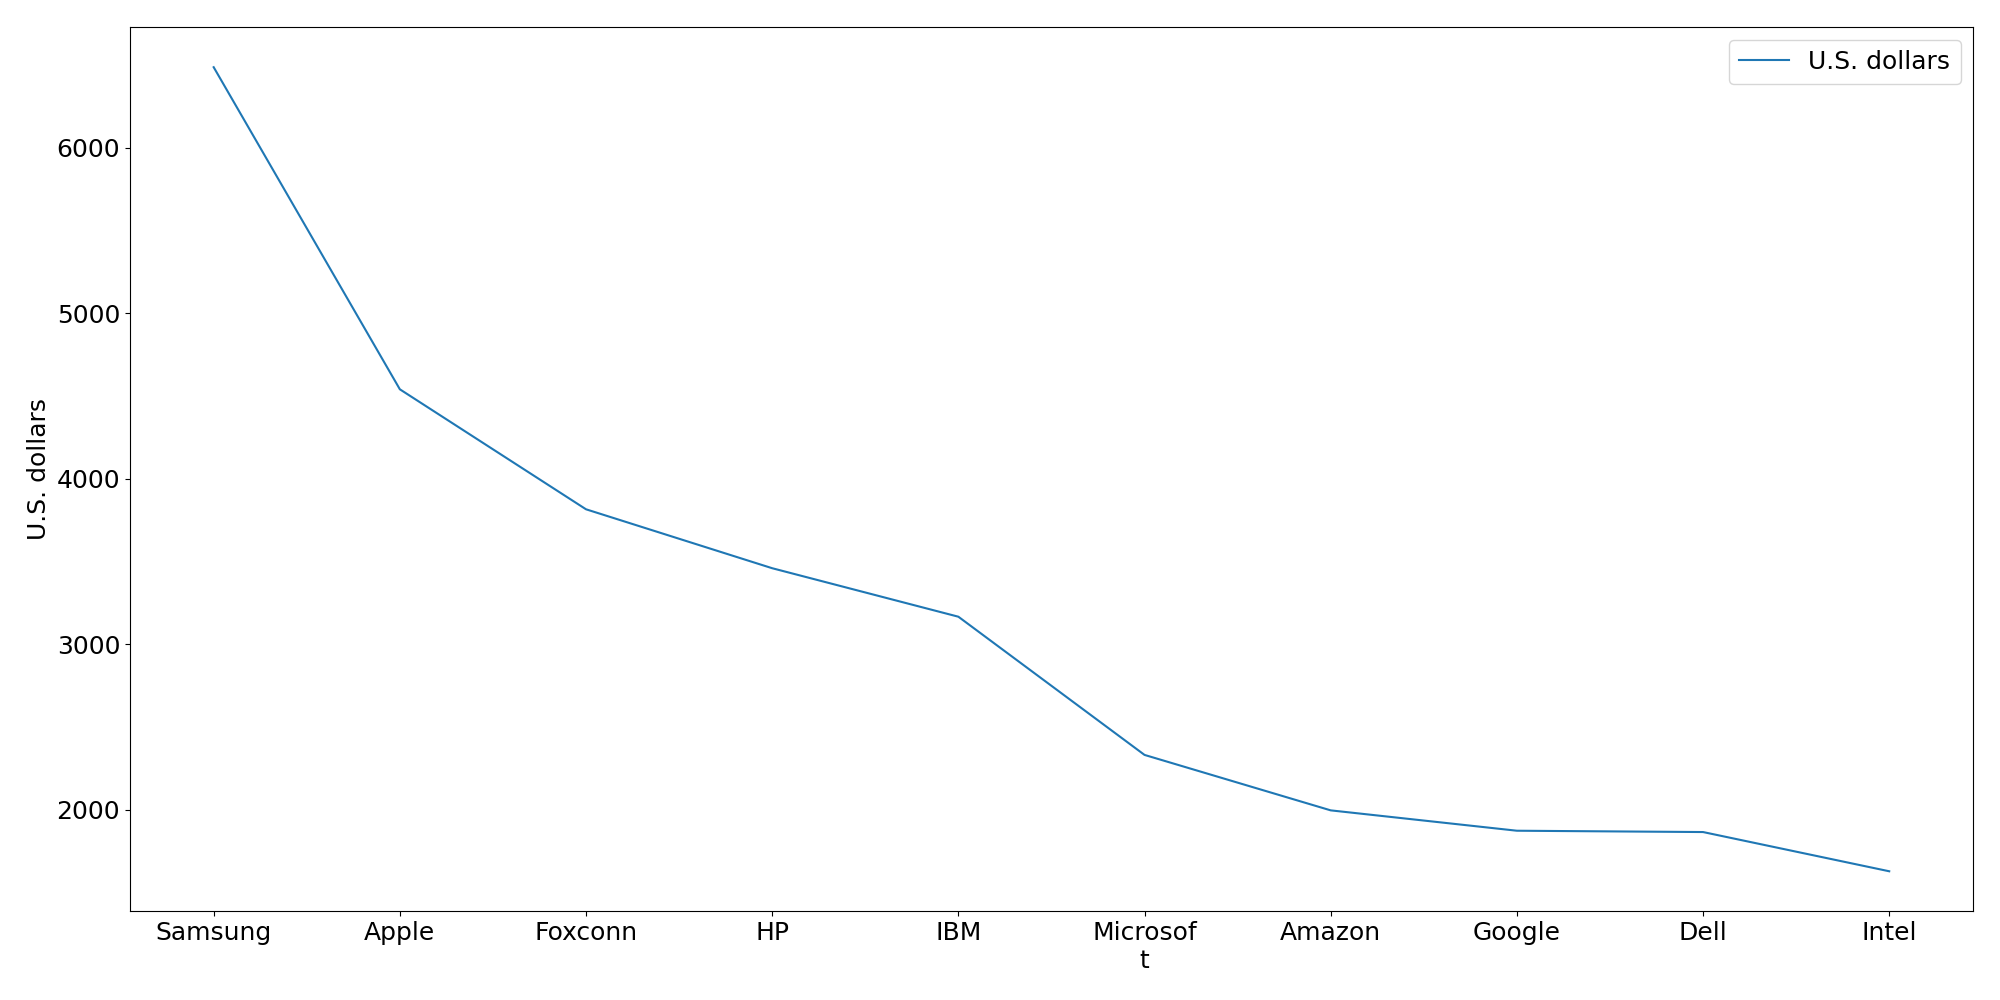 U.S. dollars
6000
5000
4000
3000
2000
U.S. dollars
Samsung Apple Foxconn HP IBM Microsof Amazon Google Dell Intel
t